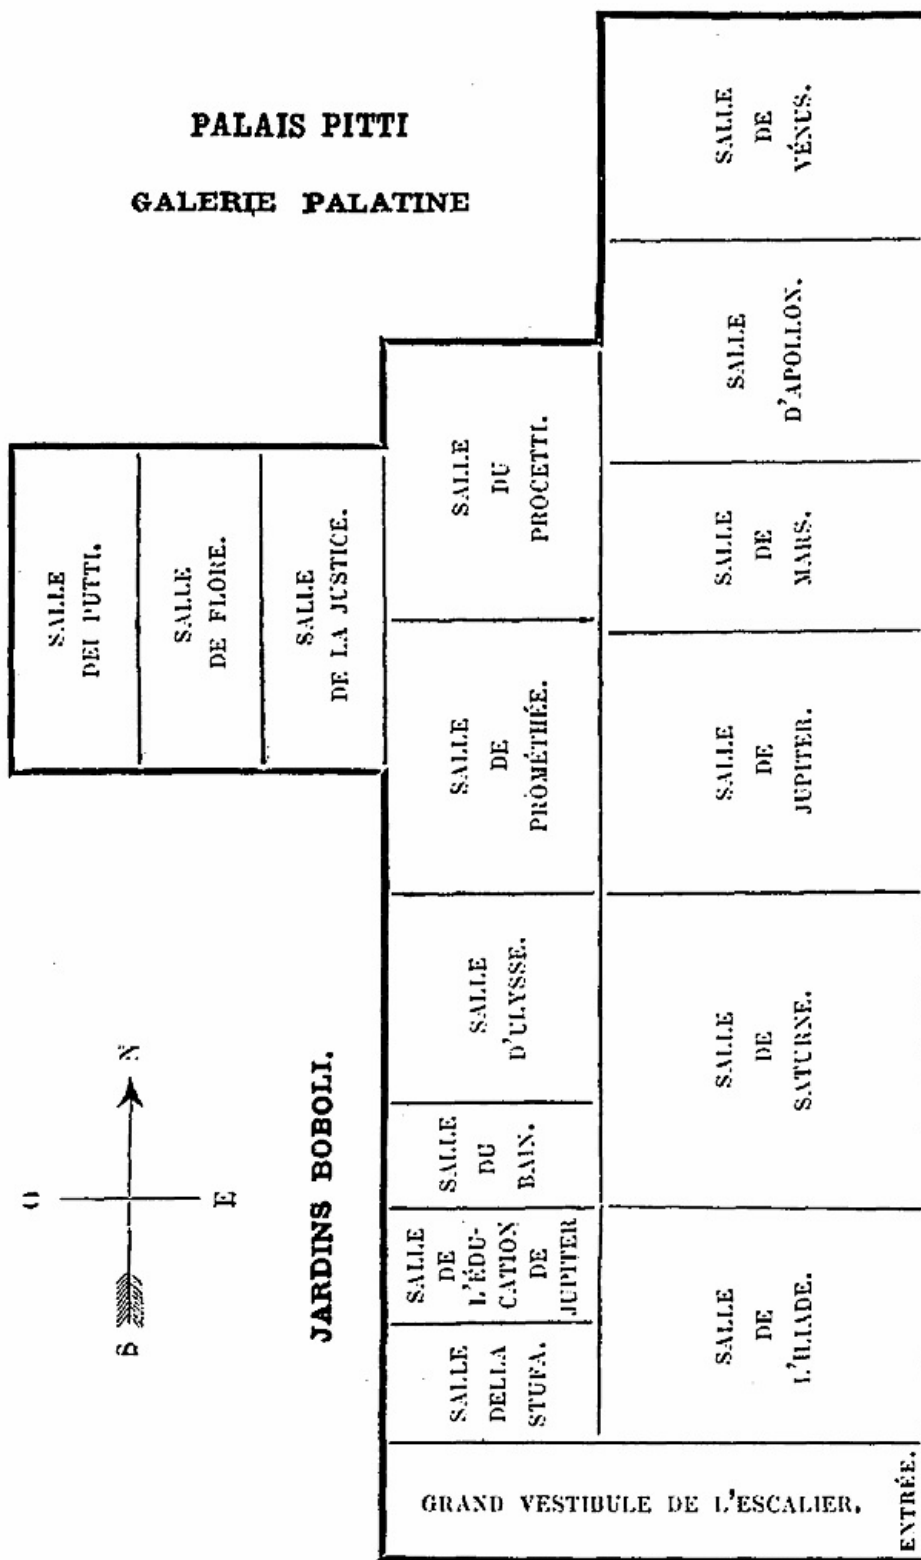 PALAIS PITTI
GALERIE PALATINE
SALLE
DE
VÉNUS.
SALLE
D'APOLLON.
SALLE
DE
MARS.
SALLE
DE
JUPITER.
SALLE
DE
SATURNE.
SALLE
DE
L'ILIADE.
SALLE
DU
PROCETTI.
SALLE
DE
PROMÉTHÉE.
SALLE
D'ULYSSE.
SALLE
DU
BAIN.
SALLE
DE
L'ÉDU-
CATION
DE
JUPITER
SALLE
DELLA
STUFA.
SALLE
DEI PUTTI.
SALLE
DE FLORE.
SALLE
DE LA JUSTICE.
O
N
E
JARDINS BOBOLI.
GRAND VESTIBULE DE L'ESCALIER.
ENTRÉE.